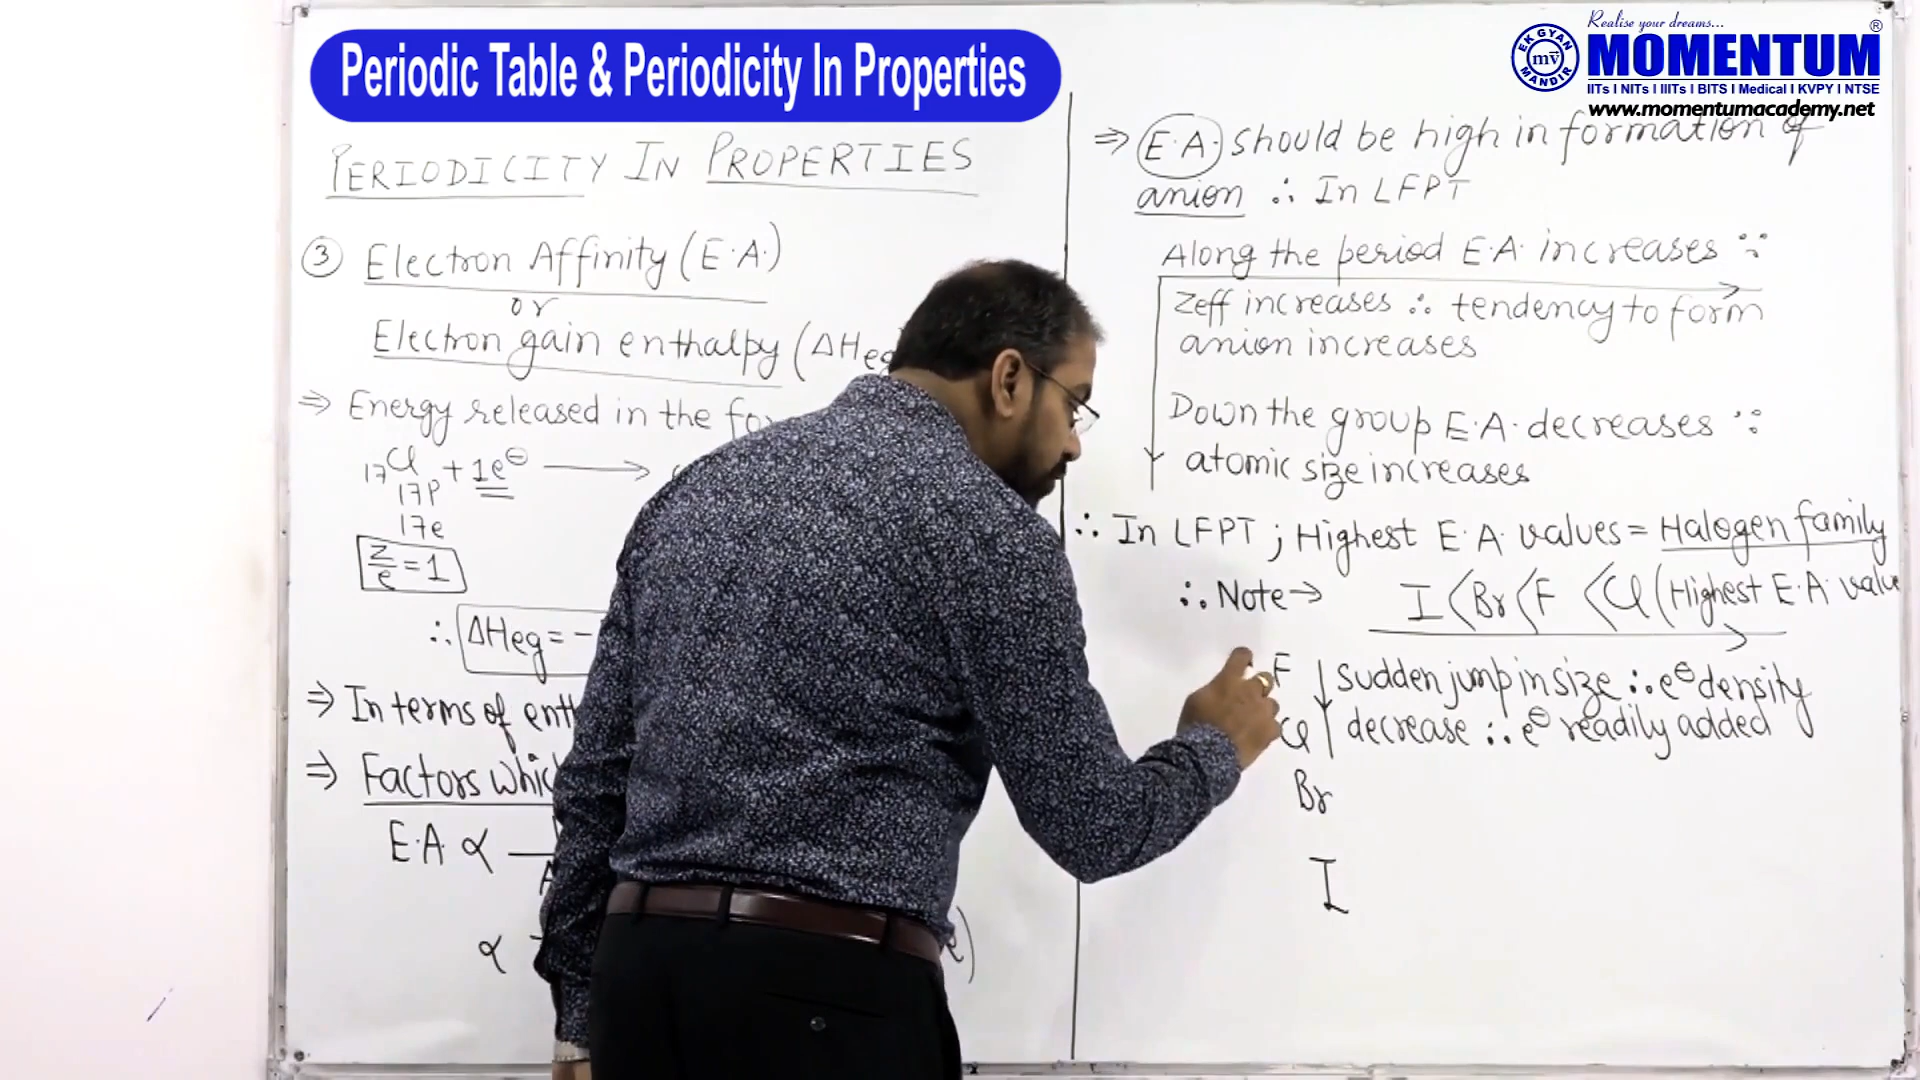 Periodic Table & Periodicity In Properties
Realise your dreams...
EK GYAN MANDIR
mv
MOMENTUM®
IITs I NITs I IIITs I BITS I Medical I KVPY I NTSE
www.momentumacademy.net
PERIODICITY IN PROPERTIES
③ Electron Affinity (E.A.)
or
Electron gain enthalpy (ΔHeg
⇒ Energy released in the
₁₇Cl + 1e⊖ ⟶
17p
17e
z/e = 1
∴ ΔHeg = -
⇒ In terms of
⇒ Factors
E.A ∝
∝
⇒ E.A. should be high in formation of
anion ∴ In LFPT
Along the period E.A. increases ∵
Zeff increases ∴ tendency to form
anion increases
Down the group E.A. decreases ∵
atomic size increases
∴ In LFPT ; Highest E.A. values = Halogen family
∴ Note → I < Br < F < Cl (Highest E.A. value
F ↓ sudden jump in size ∴ e⊖ density
Cl decrease ∴ e⊖ readily added
Br
I